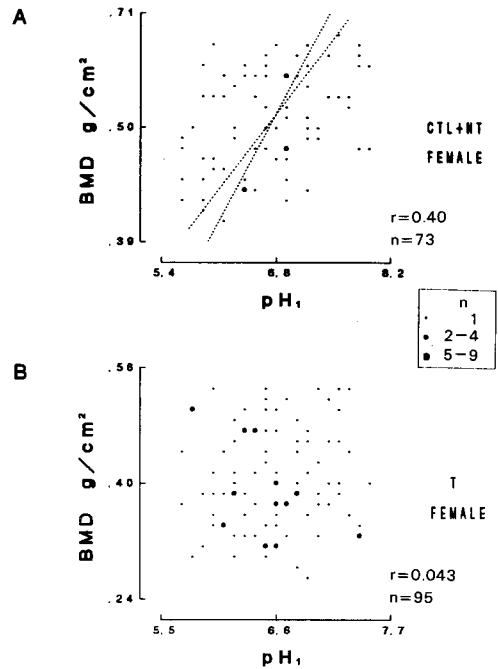 A
.71
.50
.39
BMD g/cm²
5.4 6.8 8.2
pH₁
CTL+NT
FEMALE
r=0.40
n=73
n
1
2-4
5-9
B
.56
.40
.24
BMD g/cm²
5.5 6.6 7.7
pH₁
T
FEMALE
r=0.043
n=95